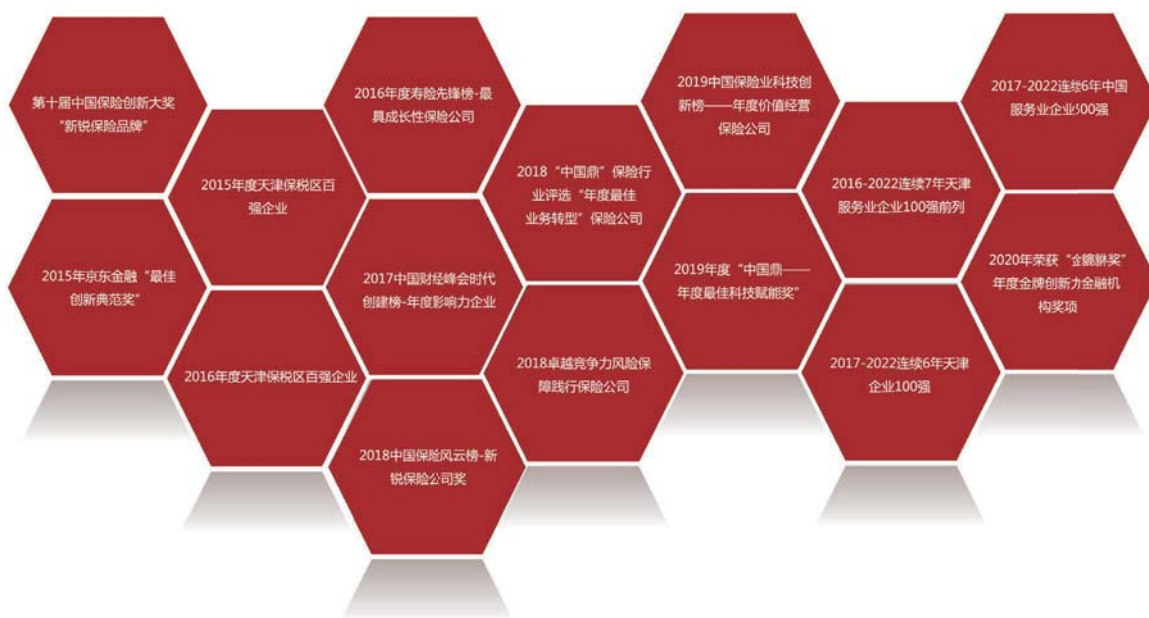 第十届中国保险创新大奖
“新锐保险品牌”
2015年京东金融“最佳
创新典范奖”
2015年度天津保税区百
强企业
2016年度天津保税区百强企业
2016年度寿险先锋榜-最
具成长性保险公司
2017中国财经峰会时代
创建榜-年度影响力企业
2018中国保险风云榜-新
锐保险公司奖
2018“中国鼎”保险行
业评选“年度最佳
业务转型”保险公司
2018卓越竞争力风险保
障践行保险公司
2019中国保险业科技创
新榜——年度价值经营
保险公司
2019年度“中国鼎——
年度最佳科技赋能奖”
2016-2022连续7年天津
服务业企业100强前列
2017-2022连续6年天津
企业100强
2017-2022连续6年中国
服务业企业500强
2020年荣获“金貔貅奖”
年度金牌创新力金融机
构奖项